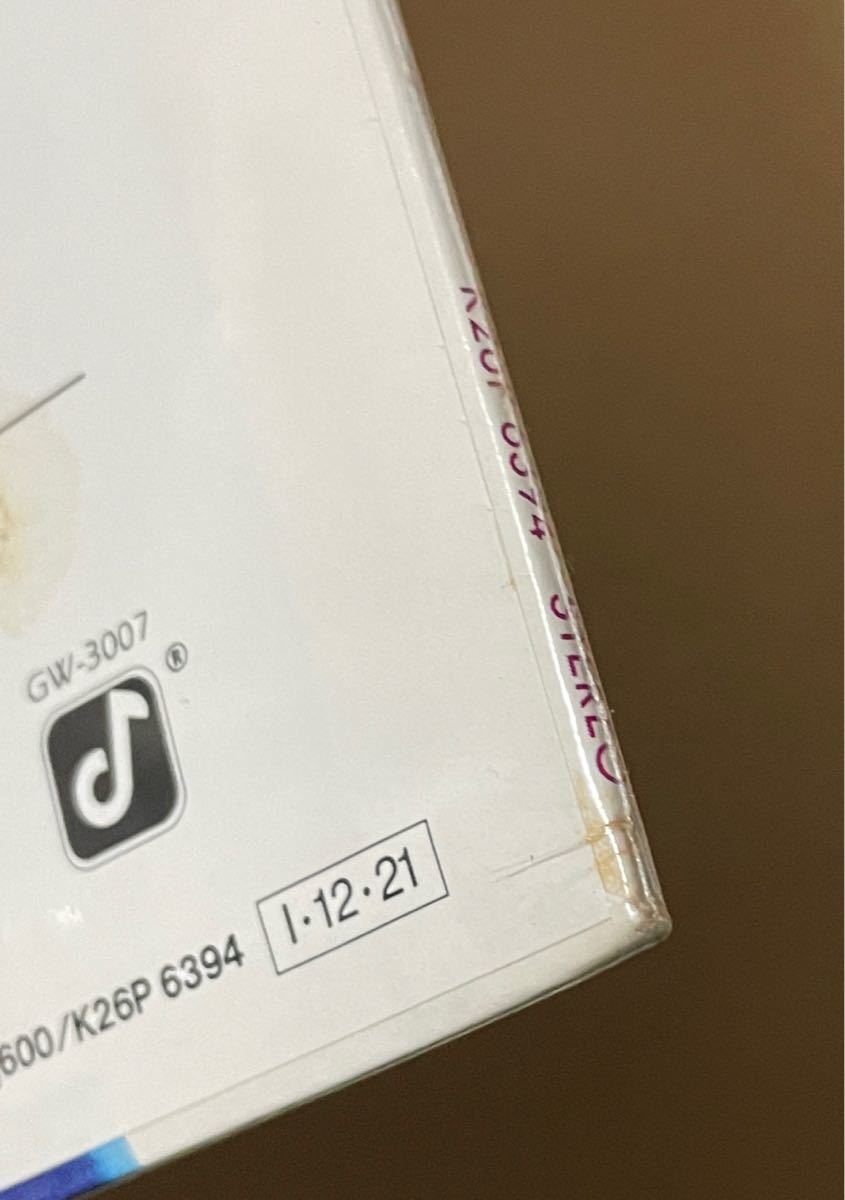 GW-3007
®
600/K26P 6394
I·12·21
STEREO